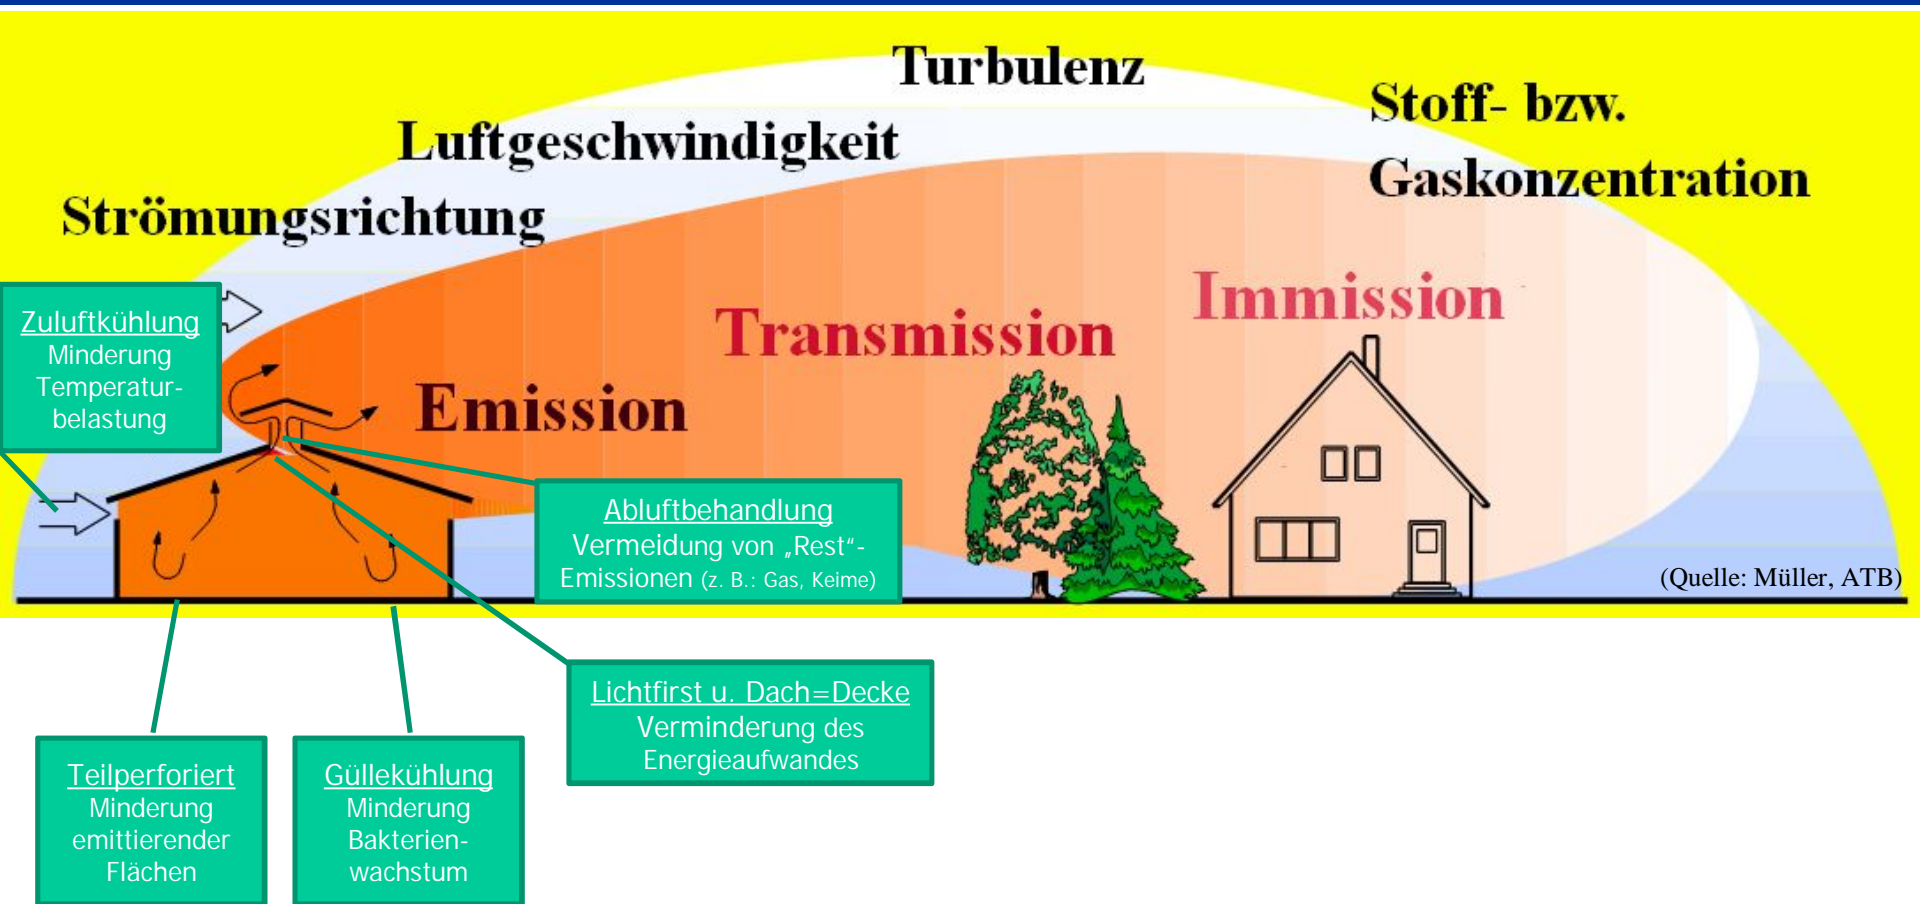 Turbulenz
Stoff- bzw.
Gaskonzentration
Luftgeschwindigkeit
Strömungsrichtung
Immission
Transmission
Emission
Zuluftkühlung
Minderung
Temperatur-
belastung
Abluftbehandlung
Vermeidung von „Rest“-
Emissionen (z. B.: Gas, Keime)
(Quelle: Müller, ATB)
Lichtfirst u. Dach=Decke
Verminderung des
Energieaufwandes
Teilperforiert
Minderung
emittierender
Flächen
Güllekühlung
Minderung
Bakterien-
wachstum